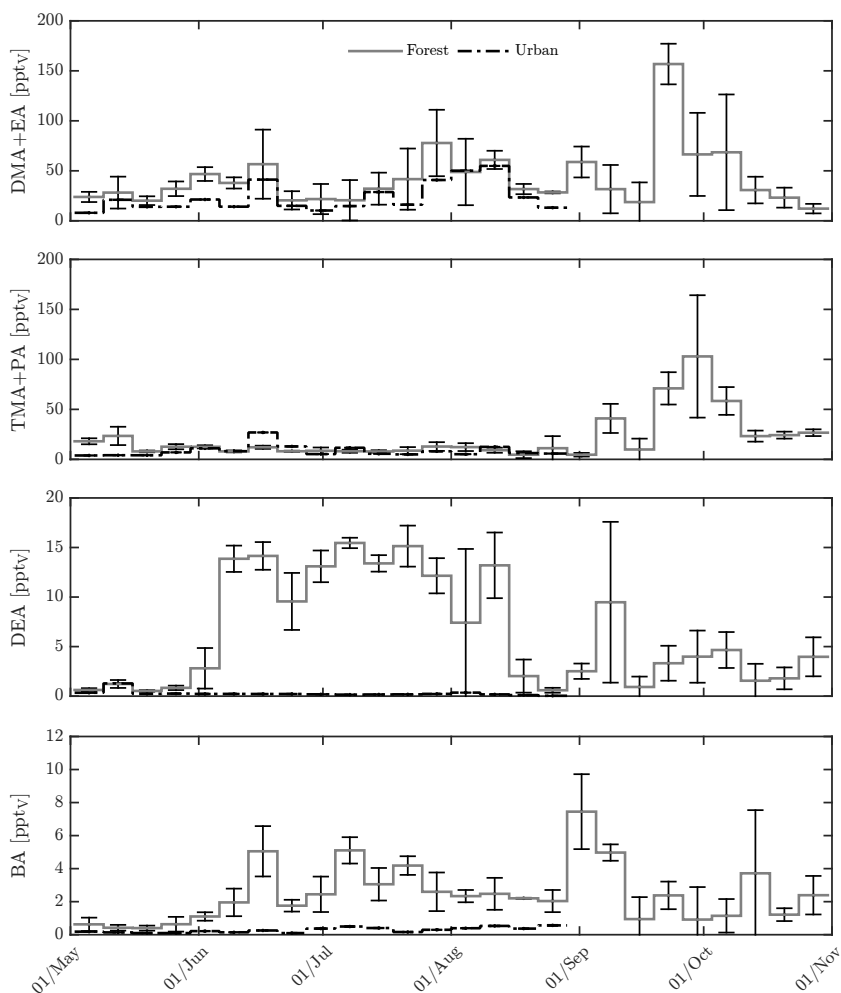 200
150
100
50
0
DMA+EA [pptv]
Forest
Urban
200
150
100
50
0
TMA+PA [pptv]
20
15
10
5
0
DEA [pptv]
12
10
8
6
4
2
0
BA [pptv]
01/May
01/Jun
01/Jul
01/Aug
01/Sep
01/Oct
01/Nov